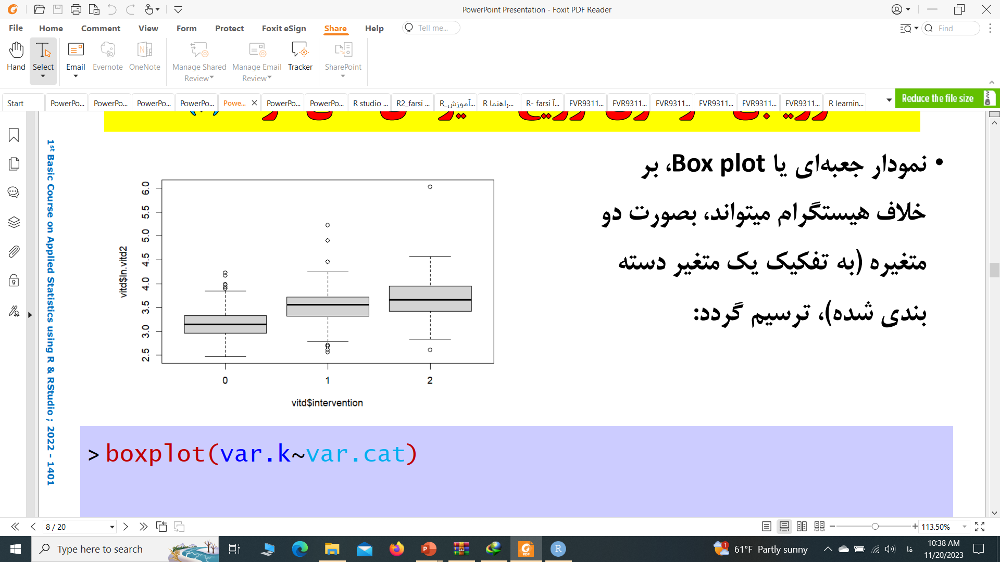 PowerPoint Presentation - Foxit PDF Reader
File Home Comment View Form Protect Foxit eSign Share Help Tell me... Find
Hand Select Email Evernote OneNote Manage Shared Review Manage Email Review Tracker SharePoint
Start PowerPo... PowerPo... PowerPo... PowerPo... Powe... PowerPo... PowerPo... R studio ... R2_farsi ... R_آموزش... R راهنما... R- farsi آ... FVR9311... FVR9311... FVR9311... FVR9311... FVR9311... FVR9311... R learnin... Reduce the file size
1st Basic Course on Applied Statistics using R & RStudio ; 2022 - 1401
• نمودار جعبه‌ای یا Box plot، بر
خلاف هیستگرام میتواند، بصورت دو
متغیره (به تفکیک یک متغیر دسته
بندی شده)، ترسیم گردد:
vitd$ln.vitd2
6.0
5.5
5.0
4.5
4.0
3.5
3.0
2.5
0 1 2
vitd$intervention
> boxplot(var.k~var.cat)
8 / 20 113.50%
Type here to search 1 61°F Partly sunny فا 10:38 AM
11/20/2023